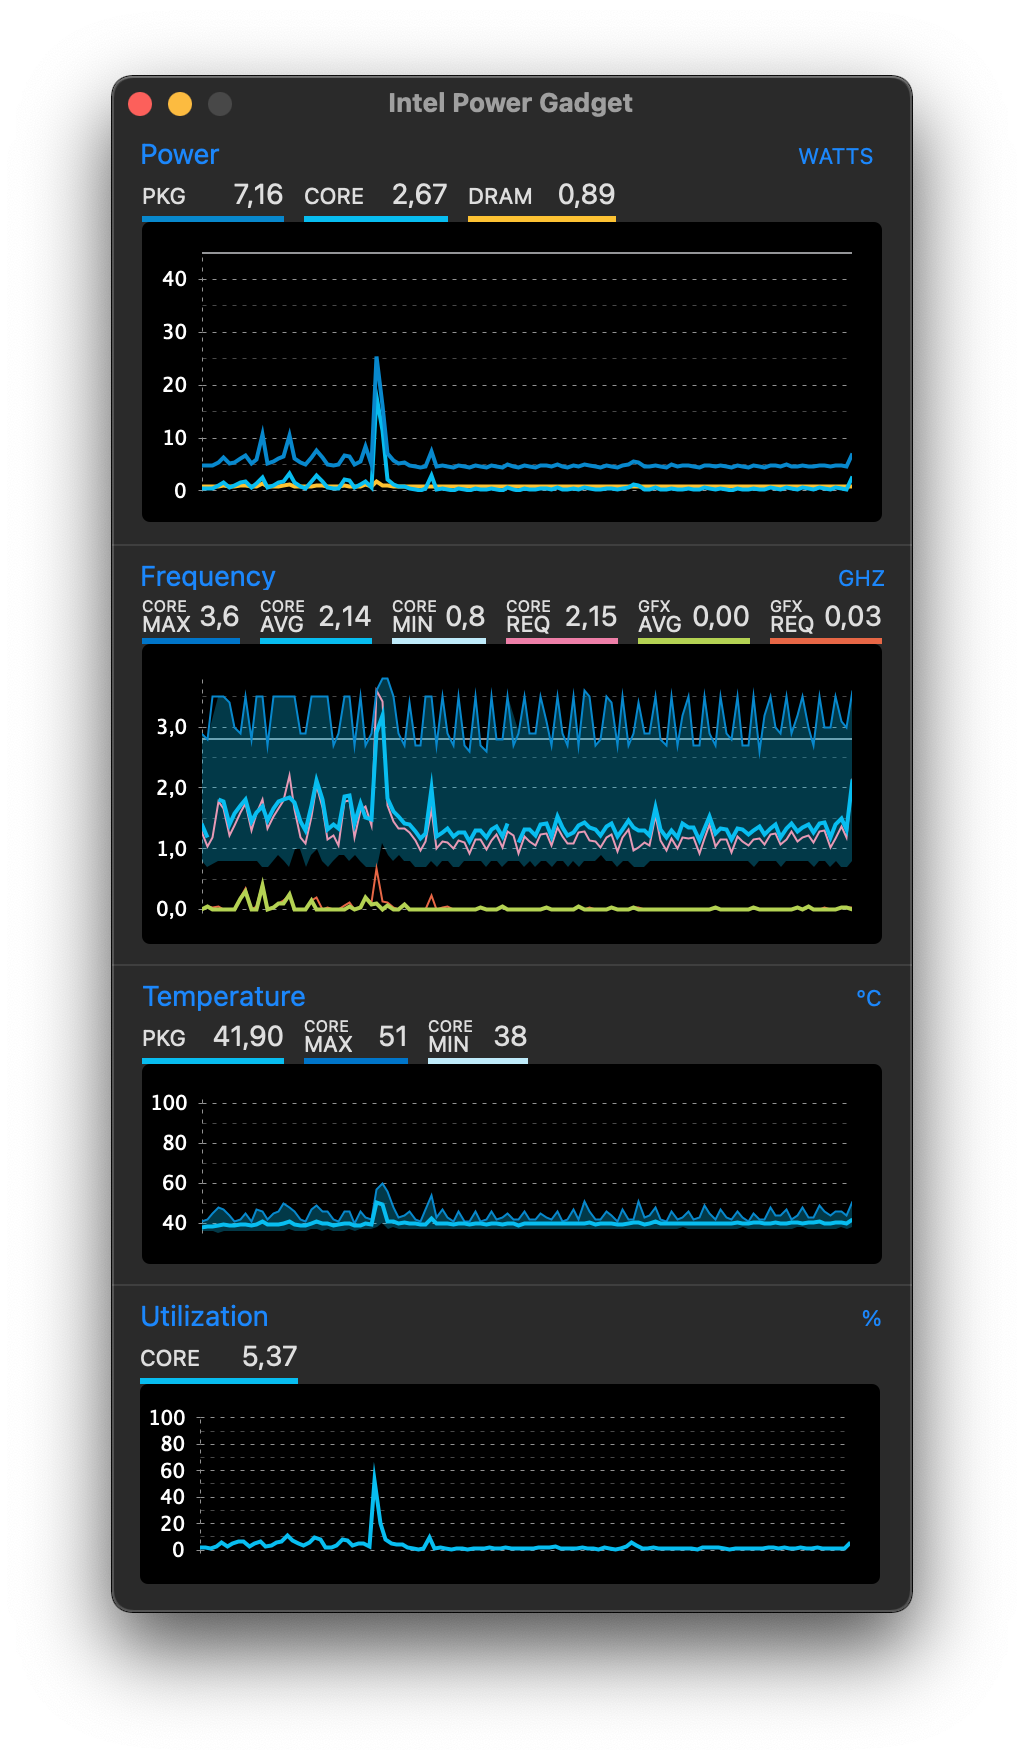 Intel Power Gadget
Power WATTS
PKG 7,16 CORE 2,67 DRAM 0,89
40
30
20
10
0
Frequency GHZ
CORE MAX 3,6 CORE AVG 2,14 CORE MIN 0,8 CORE REQ 2,15 GFX AVG 0,00 GFX REQ 0,03
3,0
2,0
1,0
0,0
Temperature °C
PKG 41,90 CORE MAX 51 CORE MIN 38
100
80
60
40
Utilization %
CORE 5,37
100
80
60
40
20
0